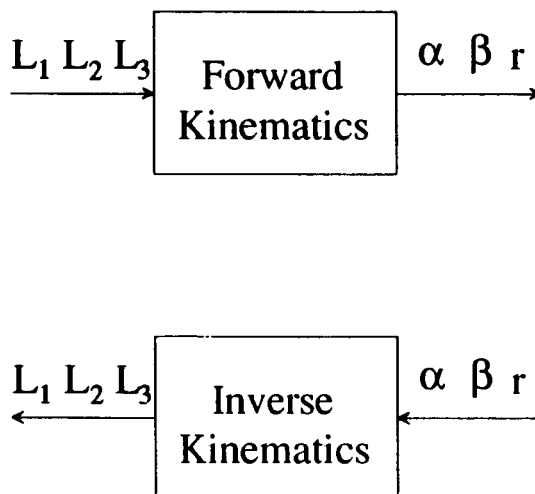 L₁ L₂ L₃
Forward
Kinematics
α β r
L₁ L₂ L₃
Inverse
Kinematics
α β r